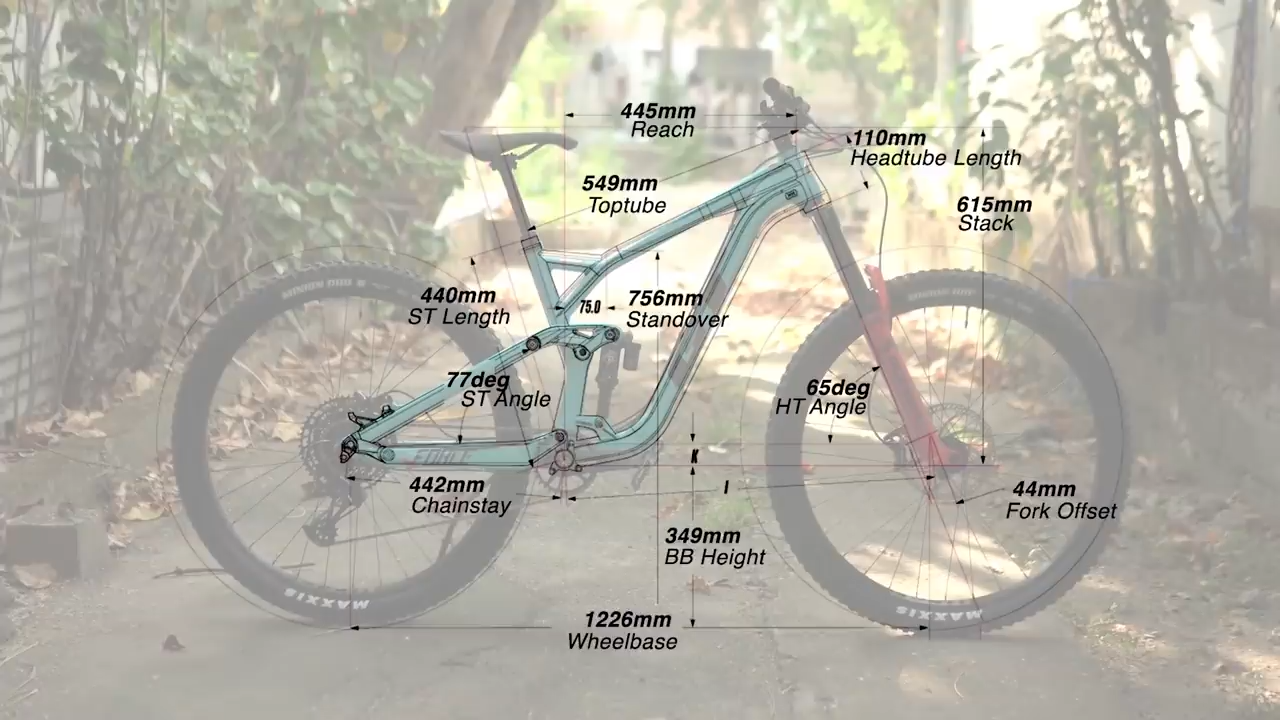 445mm
Reach
110mm
Headtube Length
549mm
Toptube
615mm
Stack
440mm
ST Length
75.0
756mm
Standover
77deg
ST Angle
65deg
HT Angle
K
442mm
Chainstay
I
44mm
Fork Offset
349mm
BB Height
1226mm
Wheelbase
MAXXIS
MAXXIS